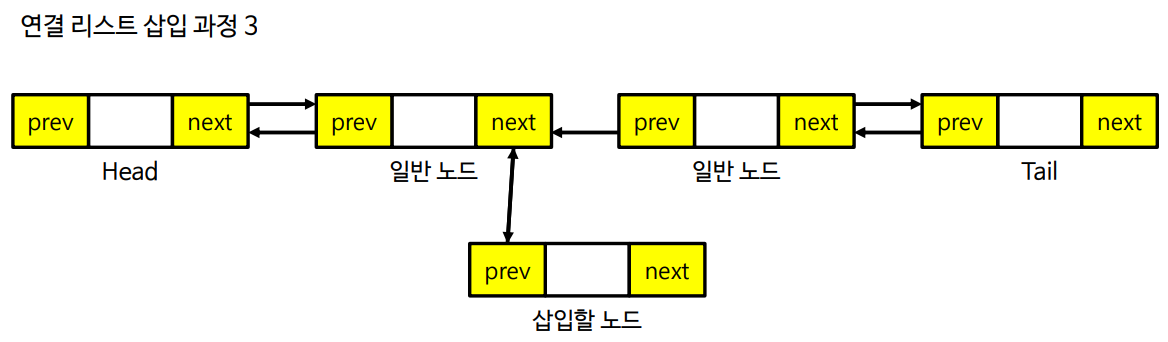 연결 리스트 삽입 과정 3
prev next prev next prev next prev next
Head 일반 노드 일반 노드 Tail
prev next
삽입할 노드